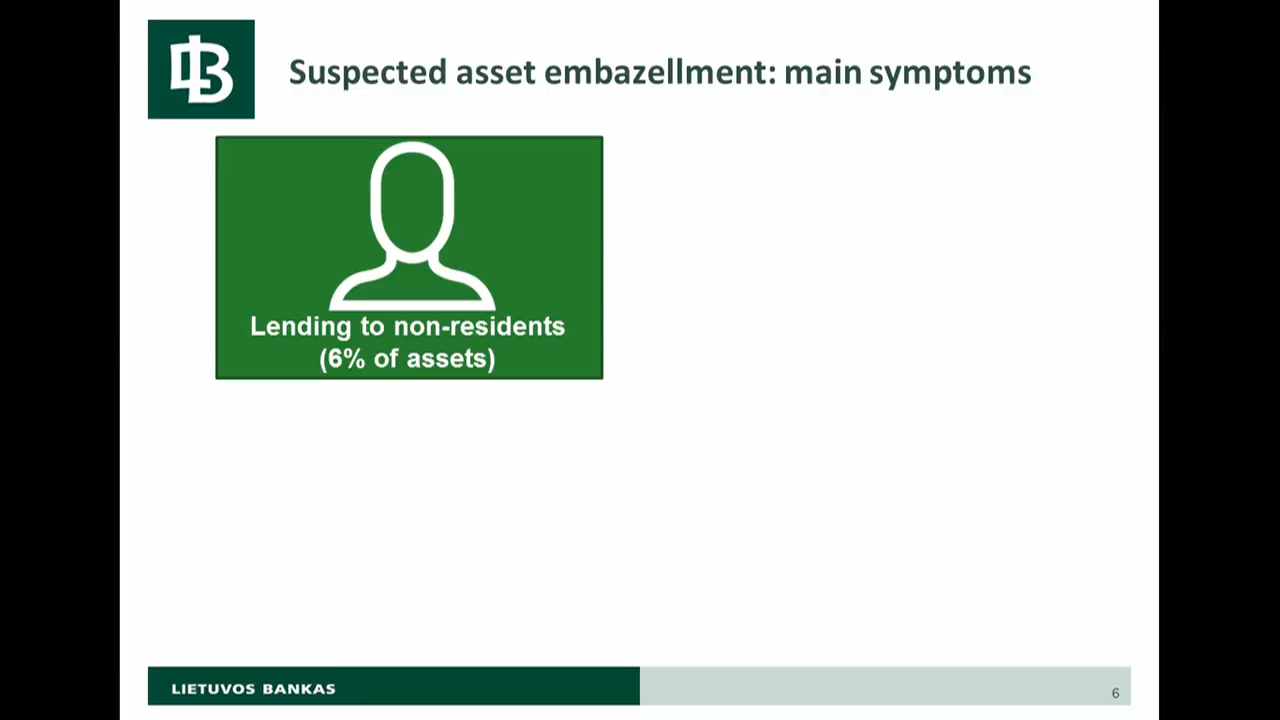 Suspected asset embazellment: main symptoms
Lending to non-residents
(6% of assets)
LIETUVOS BANKAS
6